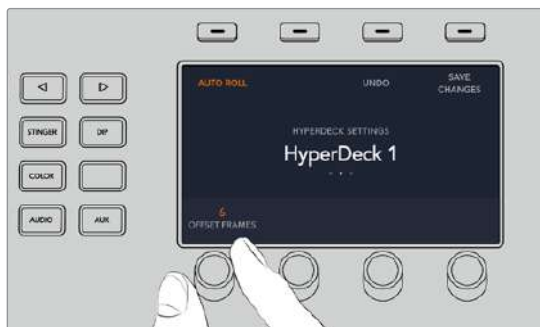 AUTO ROLL
UNDO
SAVE
CHANGES
HYPERDECK SETTINGS
HyperDeck 1
6
OFFSET FRAMES
STINGER
DIP
COLOR
AUDIO
AUX